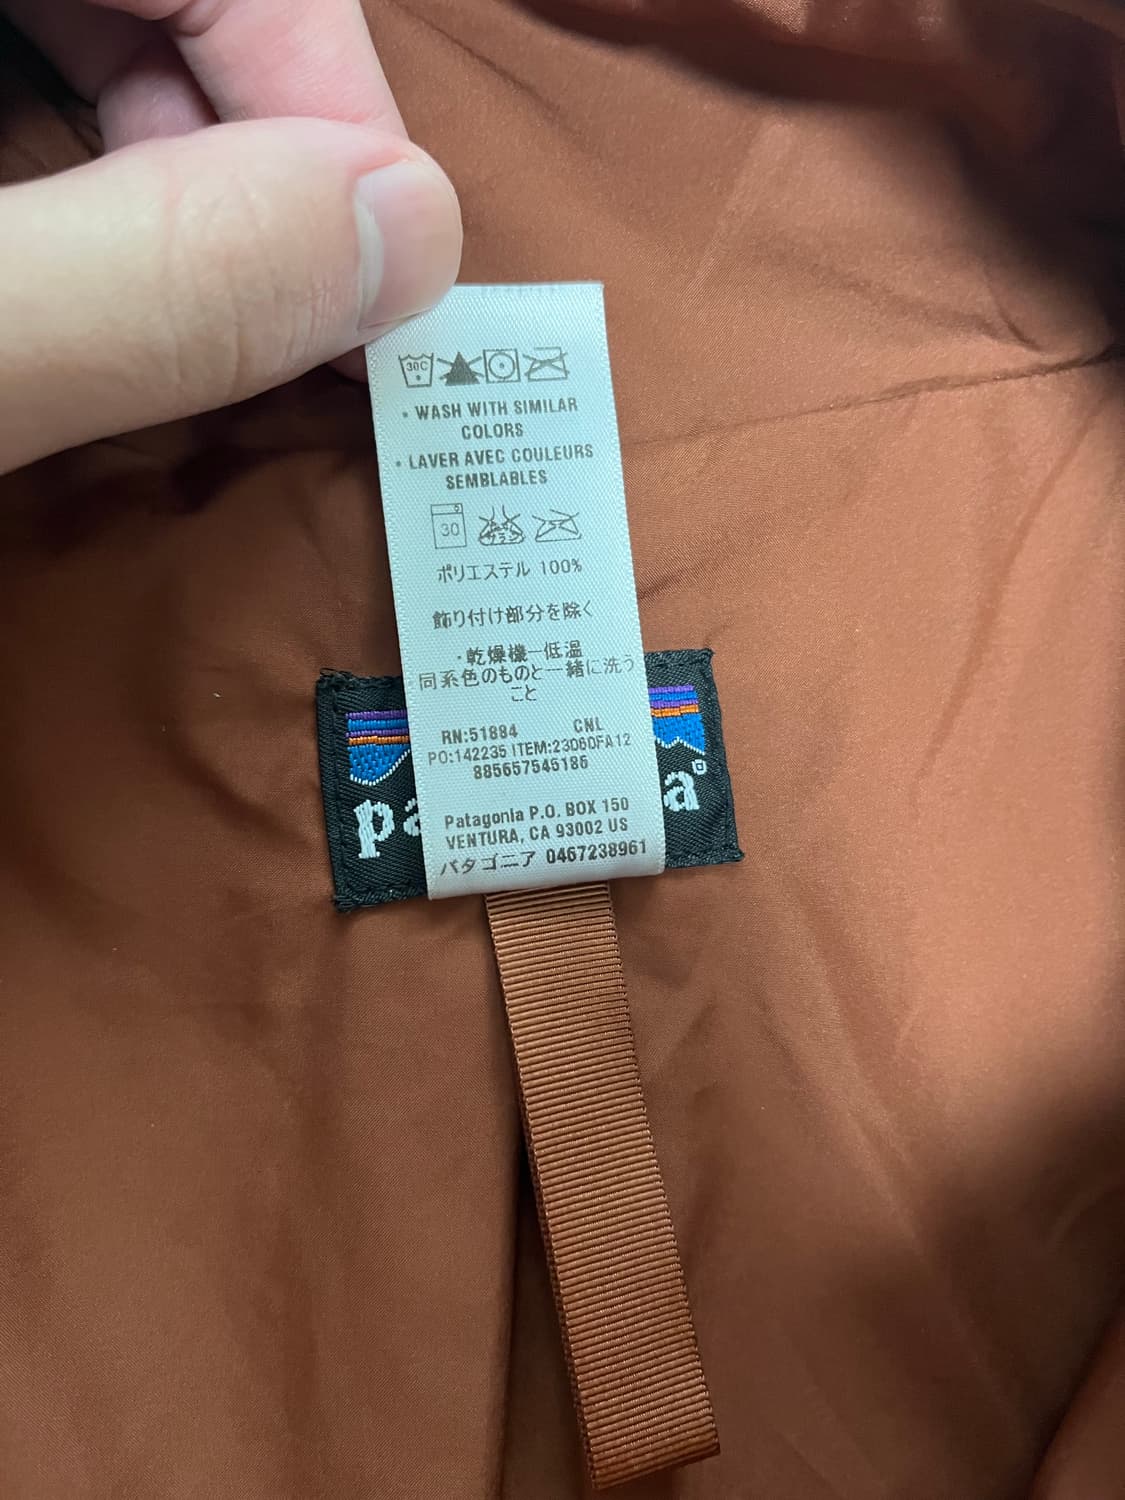 30C
• WASH WITH SIMILAR
COLORS
• LAVER AVEC COULEURS
SEMBLABLES
30
ポリエステル 100%
飾り付け部分を除く
・乾燥機一低温
同系色のものと一緒に洗う
こと
RN:51884 CNL
PO:142235 ITEM:23060FA12
885657545186
pa a®
Patagonia P.O. BOX 150
VENTURA, CA 93002 US
パタゴニア 0467238961